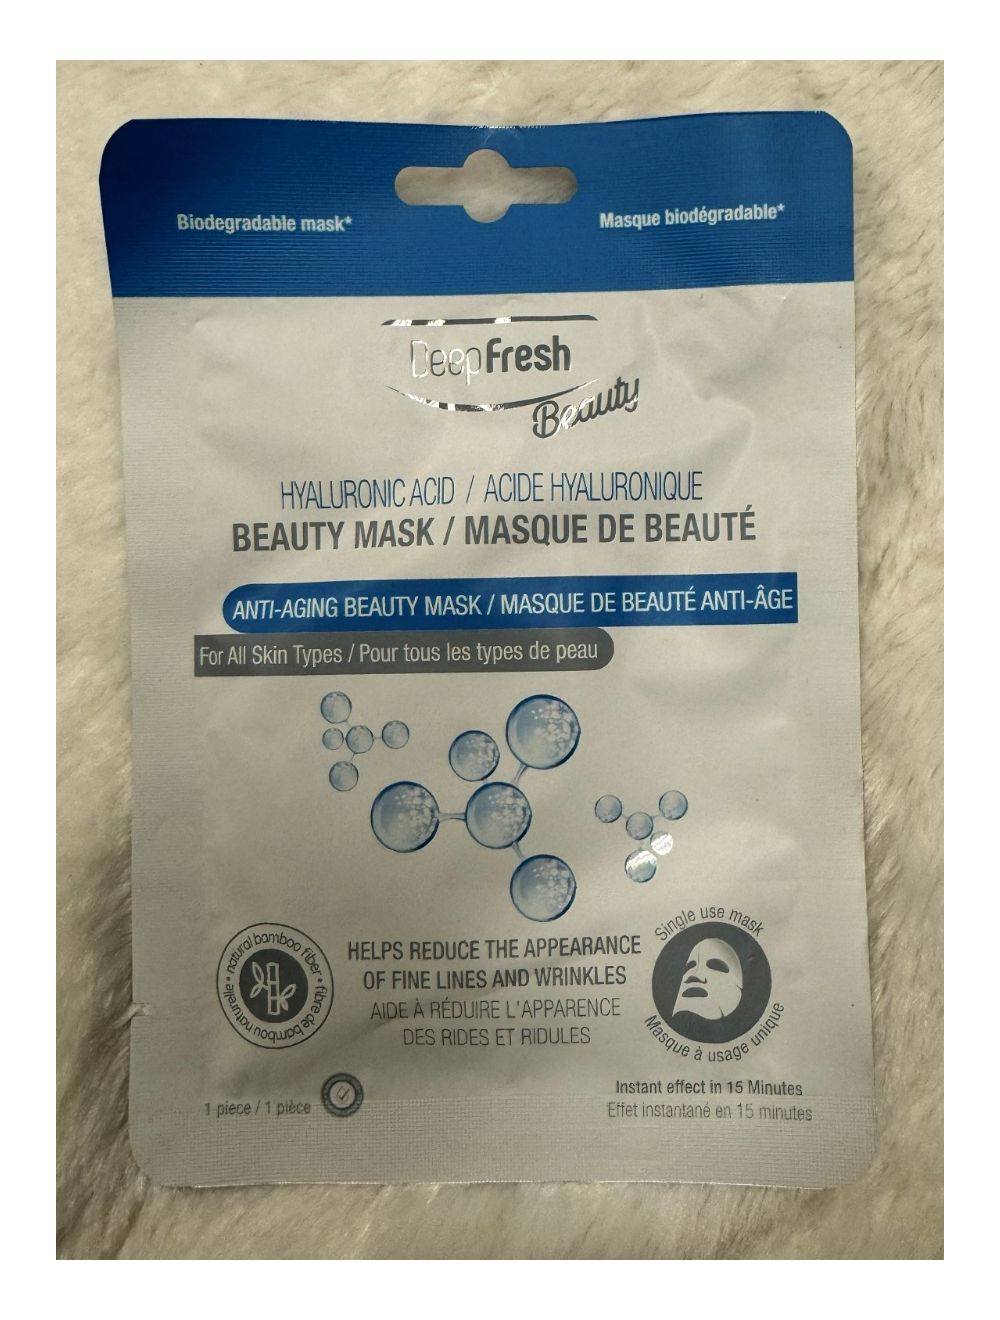 Biodegradable mask*
Masque biodégradable*
DeepFresh
Beauty
HYALURONIC ACID / ACIDE HYALURONIQUE
BEAUTY MASK / MASQUE DE BEAUTÉ
ANTI-AGING BEAUTY MASK / MASQUE DE BEAUTÉ ANTI-ÂGE
For All Skin Types / Pour tous les types de peau
natural bamboo fiber • fibre de bambou naturelle •
HELPS REDUCE THE APPEARANCE
OF FINE LINES AND WRINKLES
AIDE À RÉDUIRE L'APPARENCE
DES RIDES ET RIDULES
Single use mask
Masque à usage unique
1 piece / 1 pièce
Instant effect in 15 Minutes
Effet instantané en 15 minutes